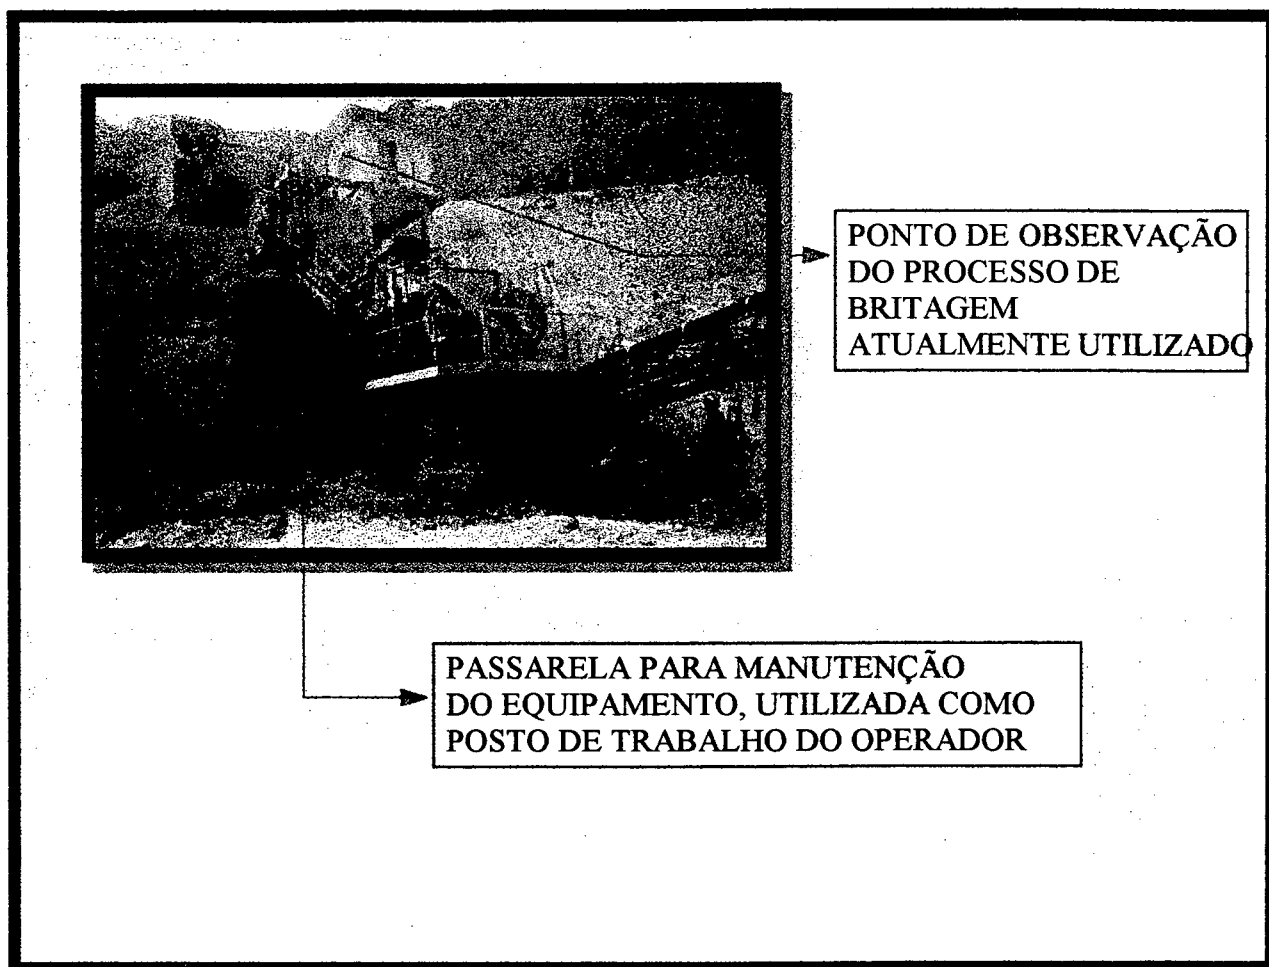 PONTO DE OBSERVAÇÃO
DO PROCESSO DE
BRITAGEM
ATUALMENTE UTILIZADO
PASSARELA PARA MANUTENÇÃO
DO EQUIPAMENTO, UTILIZADA COMO
POSTO DE TRABALHO DO OPERADOR